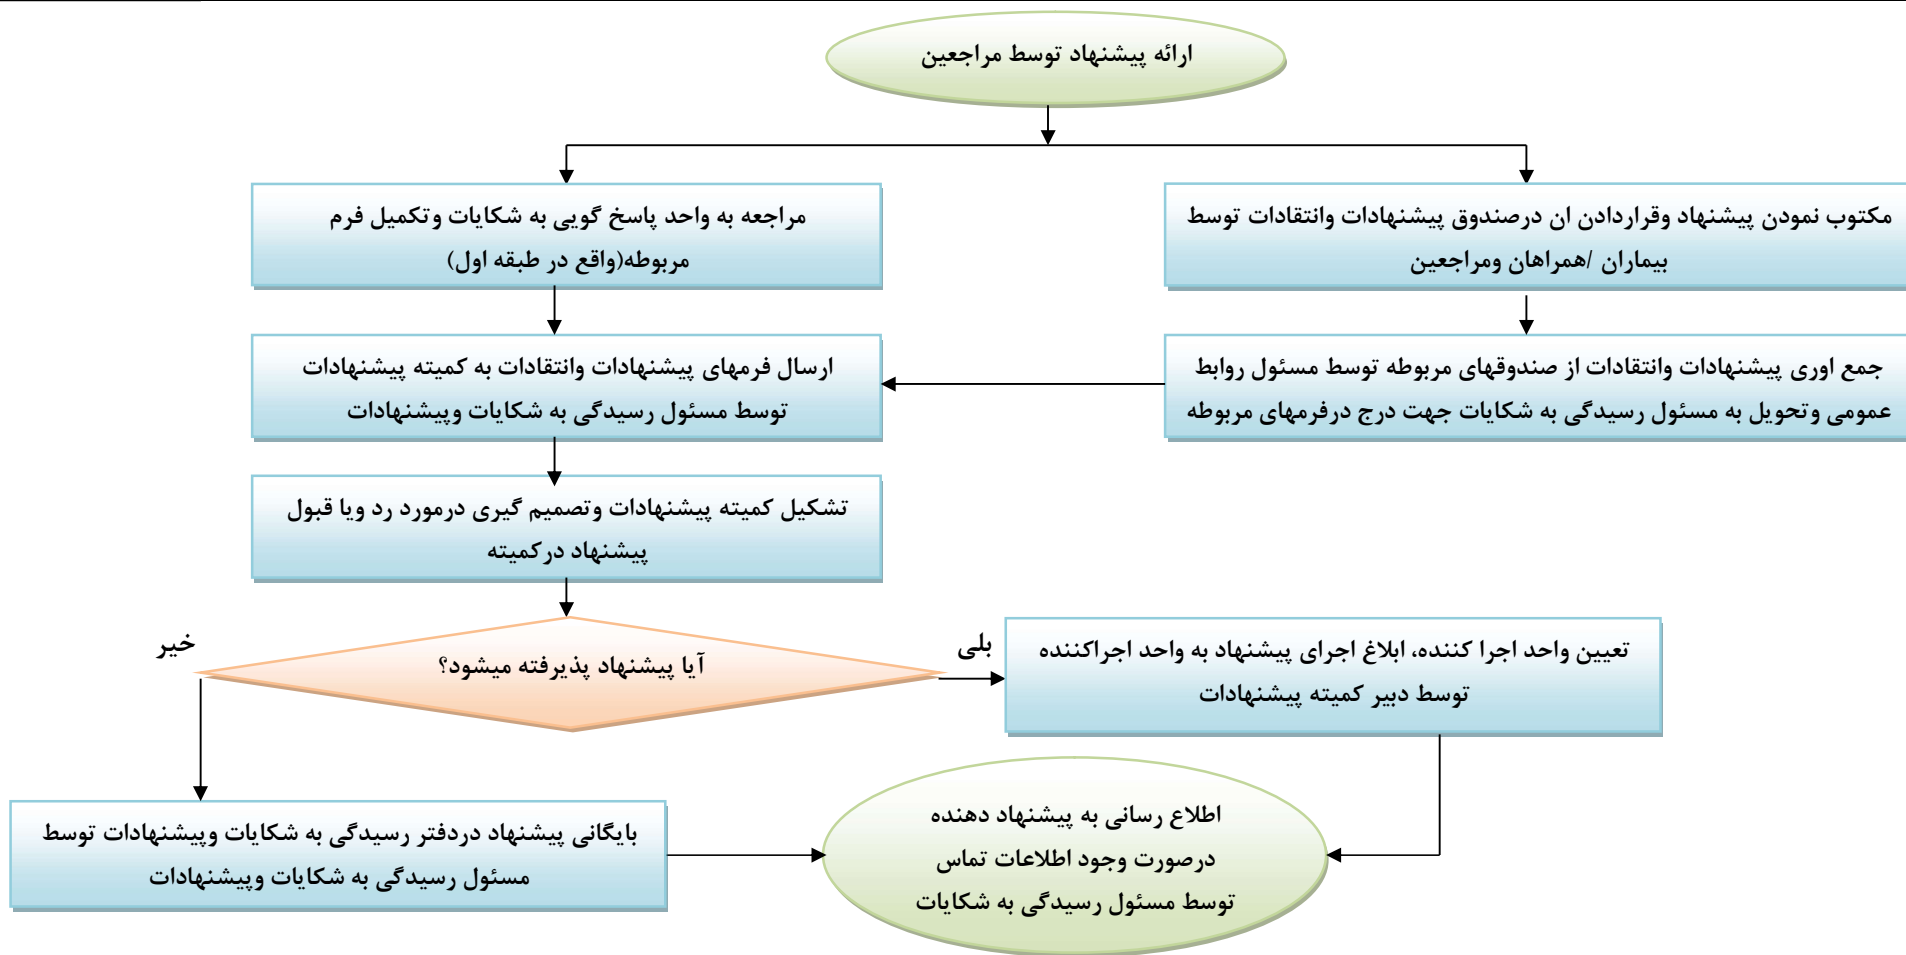 ارائه پیشنهاد توسط مراجعین
مکتوب نمودن پیشنهاد وقراردادن ان درصندوق پیشنهادات وانتقادات توسط
بیماران /همراهان ومراجعین
مراجعه به واحد پاسخ گویی به شکایات وتکمیل فرم
مربوطه(واقع در طبقه اول)
جمع اوری پیشنهادات وانتقادات از صندوقهای مربوطه توسط مسئول روابط
عمومی وتحویل به مسئول رسیدگی به شکایات جهت درج درفرمهای مربوطه
ارسال فرمهای پیشنهادات وانتقادات به کمیته پیشنهادات
توسط مسئول رسیدگی به شکایات وپیشنهادات
تشکیل کمیته پیشنهادات وتصمیم گیری درمورد رد ویا قبول
پیشنهاد درکمیته
آیا پیشنهاد پذیرفته میشود؟
بلی
خیر
تعیین واحد اجرا کننده، ابلاغ اجرای پیشنهاد به واحد اجراکننده
توسط دبیر کمیته پیشنهادات
بایگانی پیشنهاد دردفتر رسیدگی به شکایات وپیشنهادات توسط
مسئول رسیدگی به شکایات وپیشنهادات
اطلاع رسانی به پیشنهاد دهنده
درصورت وجود اطلاعات تماس
توسط مسئول رسیدگی به شکایات